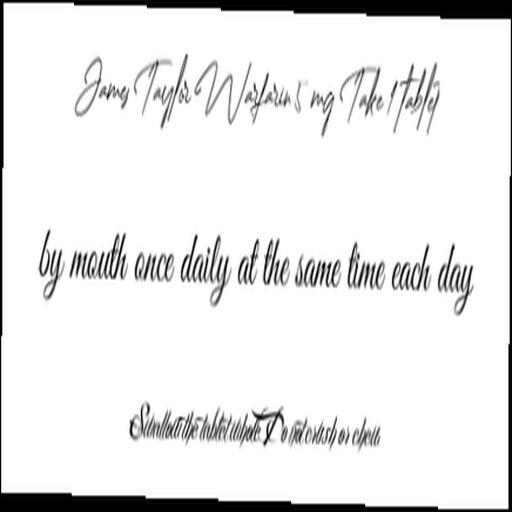 James Taylor Warfarin 5 mg Take 1 tablet
by mouth once daily at the same time each day
Swallow the tablet whole. Do not crush or chew